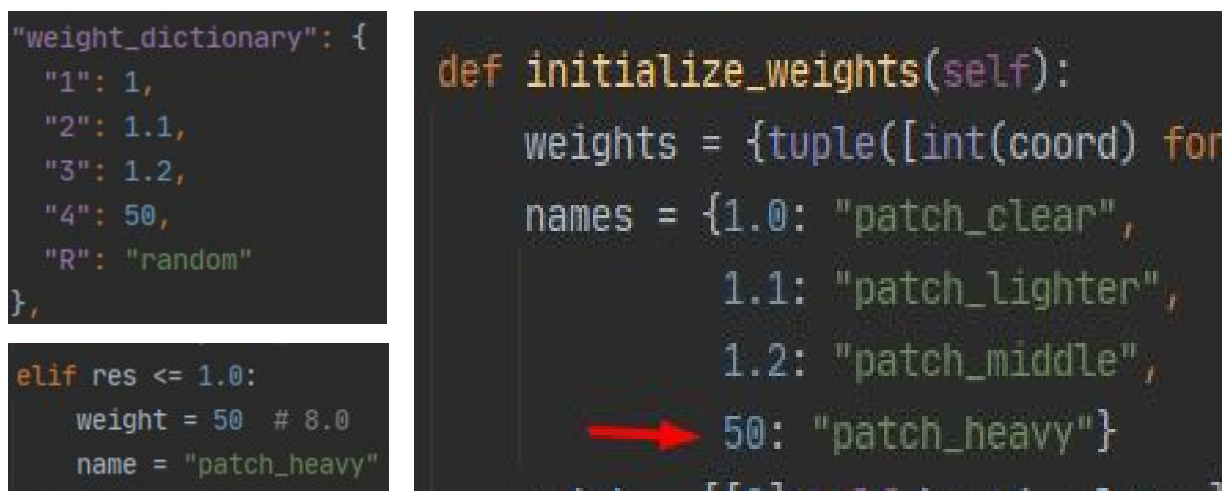 "weight_dictionary": {
"1": 1,
"2": 1.1,
"3": 1.2,
"4": 50,
"R": "random"
},
elif res <= 1.0:
weight = 50  # 8.0
name = "patch_heavy"
def initialize_weights(self):
weights = {tuple([int(coord) for
names = {1.0: "patch_clear",
1.1: "patch_lighter",
1.2: "patch_middle",
50: "patch_heavy"}